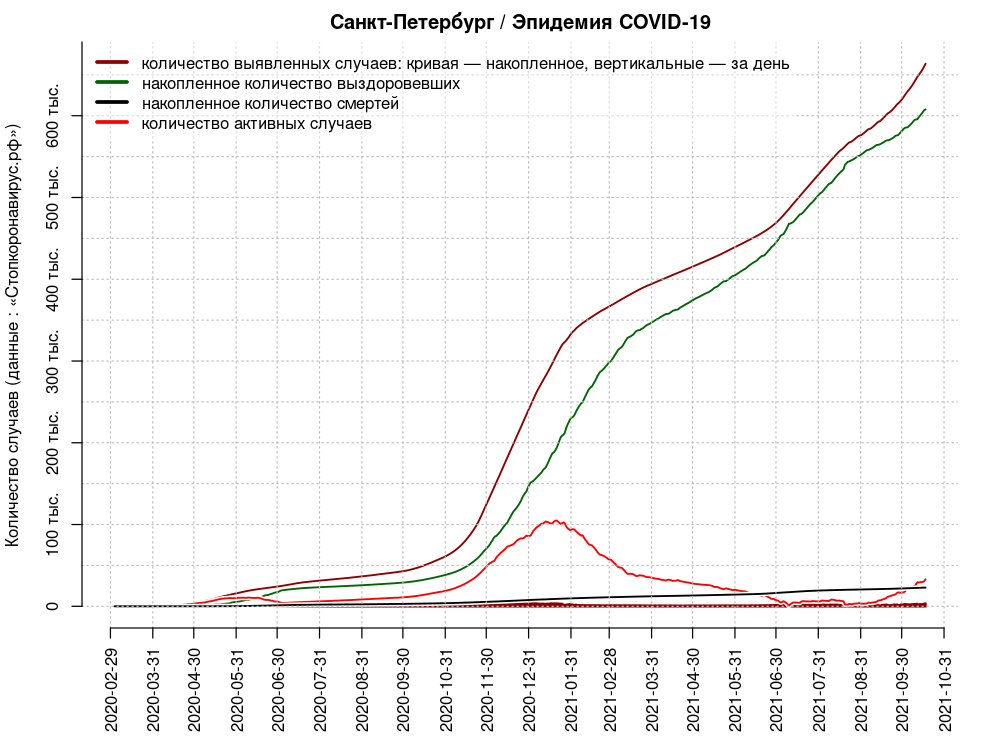 Санкт-Петербург / Эпидемия COVID-19
количество выявленных случаев: кривая — накопленное, вертикальные — за день
накопленное количество выздоровевших
накопленное количество смертей
количество активных случаев
Количество случаев (данные : «Стопкоронавирус.рф»)
600 тыс.
500 тыс.
400 тыс.
300 тыс.
200 тыс.
100 тыс.
0
2020-02-29
2020-03-31
2020-04-30
2020-05-31
2020-06-30
2020-07-31
2020-08-31
2020-09-30
2020-10-31
2020-11-30
2020-12-31
2021-01-31
2021-02-28
2021-03-31
2021-04-30
2021-05-31
2021-06-30
2021-07-31
2021-08-31
2021-09-30
2021-10-31